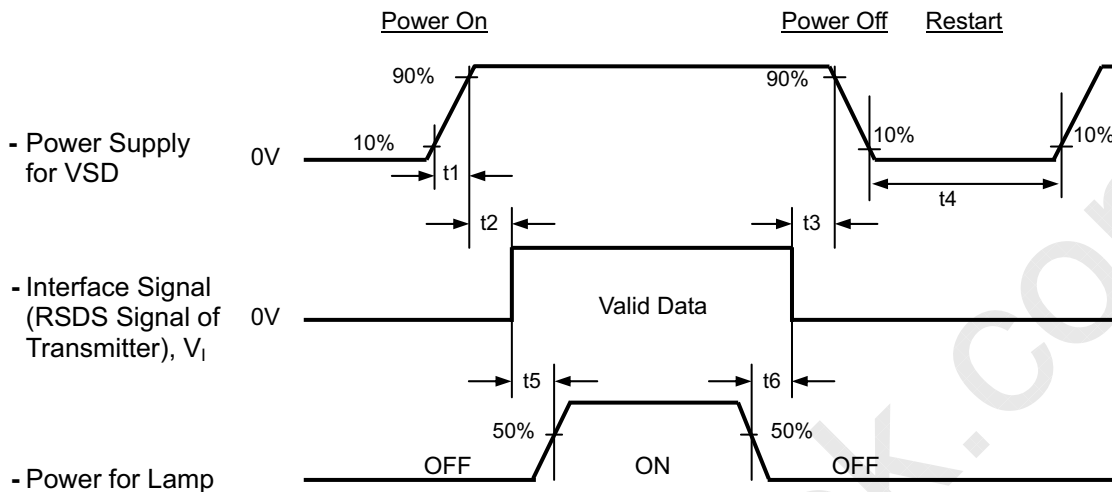 Power On
Power Off Restart
90%
90%
- Power Supply
for VSD
0V
10%
10%
10%
t1
t4
t2
t3
- Interface Signal
(RSDS Signal of
Transmitter), VI
0V
Valid Data
t5
t6
50%
50%
- Power for Lamp
OFF
ON
OFF
k.com